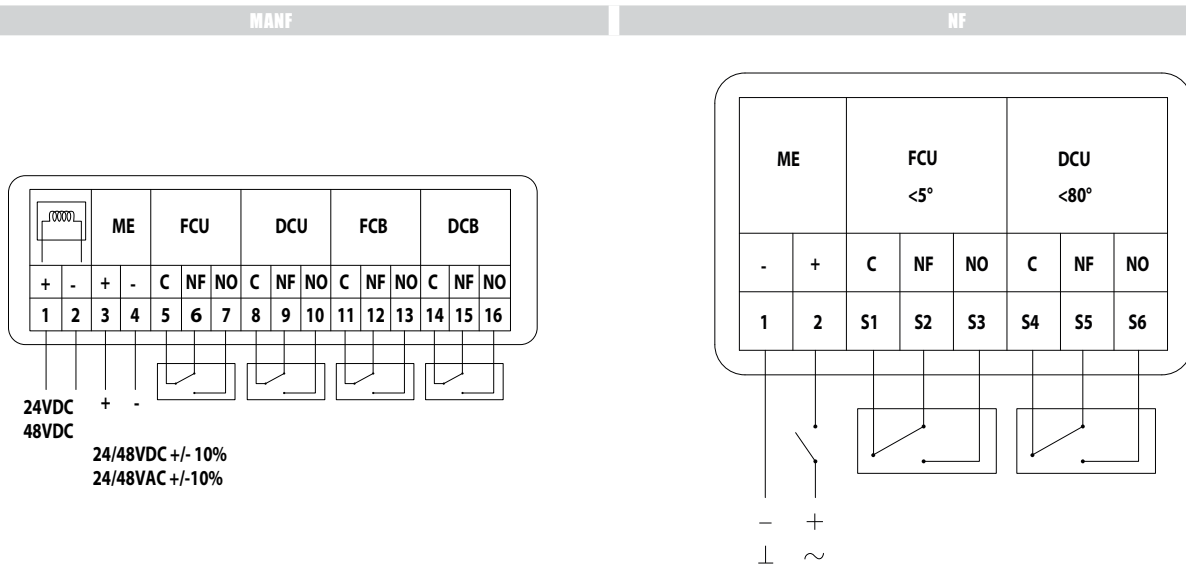 MANF
ME FCU DCU FCB DCB
+ - + - C NF NO C NF NO C NF NO C NF NO
1 2 3 4 5 6 7 8 9 10 11 12 13 14 15 16
24VDC + -
48VDC
24/48VDC +/- 10%
24/48VAC +/-10%
NF
ME FCU DCU
<5° <80°
- + C NF NO C NF NO
1 2 S1 S2 S3 S4 S5 S6
- +
⊥ ~